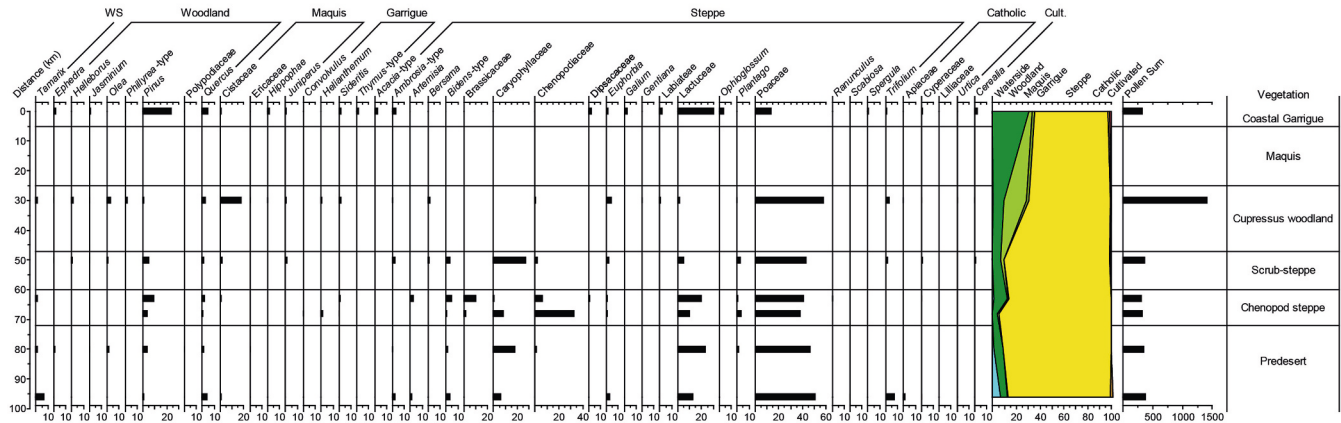 WS Woodland Maquis Garrigue Steppe Catholic Cult.
Distance (km) Tamarix Ephedra Helleborus Jasminium Olea Phillyrea-type Pinus Polypodiaceae Quercus Cistaceae Ericaceae Hippophae Juniperus Convolvulus Helianthemum Sideritis Thymus-type Acacia-type Ambrosia-type Artemisia Bersama Bidens-type Brassicaceae Caryophyllaceae Chenopodiaceae Dipsacaceae Euphorbia Galium Gentiana Labiateae Lactuceae Ophioglossum Plantago Poaceae Ranunculus Scabiosa Spergula Trifolium Apiaceae Cyperaceae Liliaceae Urtica Cerealia Waterside Woodland Maquis Garrigue Steppe Catholic Cultivated Pollen Sum Vegetation
0 Coastal Garrigue
10 Maquis
20
30 Cupressus woodland
40
50 Scrub-steppe
60 Chenopod steppe
70
80 Predesert
90
100
10 10 10 10 10 10 20 10 10 20 10 10 10 10 10 10 10 10 10 10 10 10 10 20 20 40 10 10 10 10 10 20 10 10 20 40 60 10 10 10 10 10 10 10 10 10 20 40 60 80 100 500 1000 1500